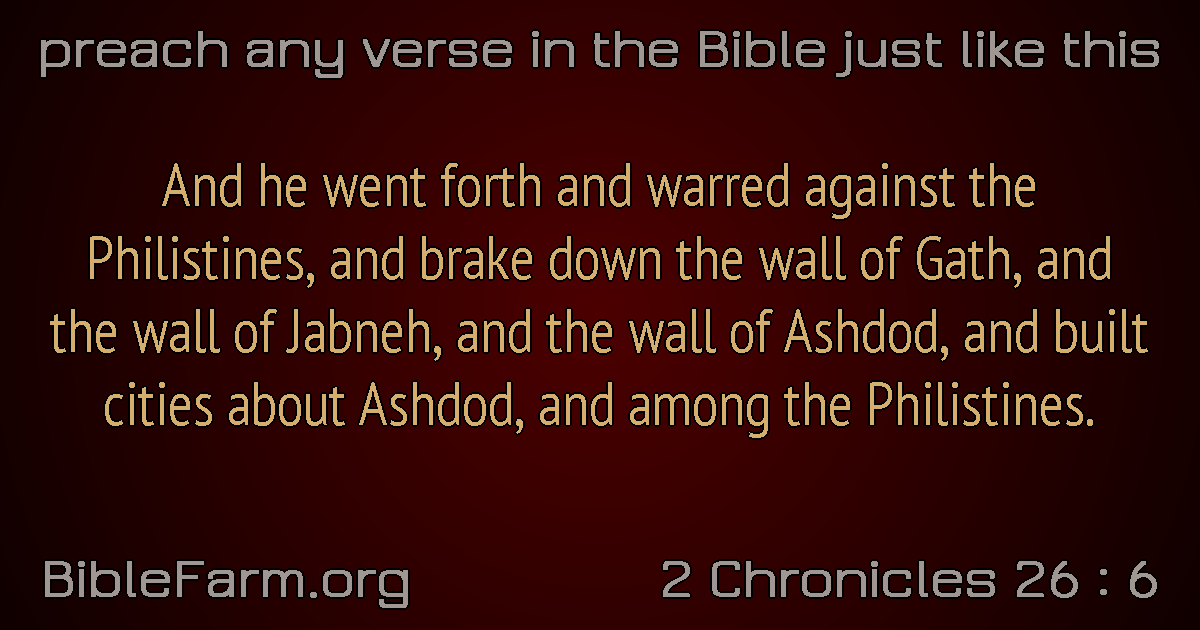 preach any verse in the Bible just like this
And he went forth and warred against the
Philistines, and brake down the wall of Gath, and
the wall of Jabneh, and the wall of Ashdod, and built
cities about Ashdod, and among the Philistines.
BibleFarm.org
2 Chronicles 26 : 6